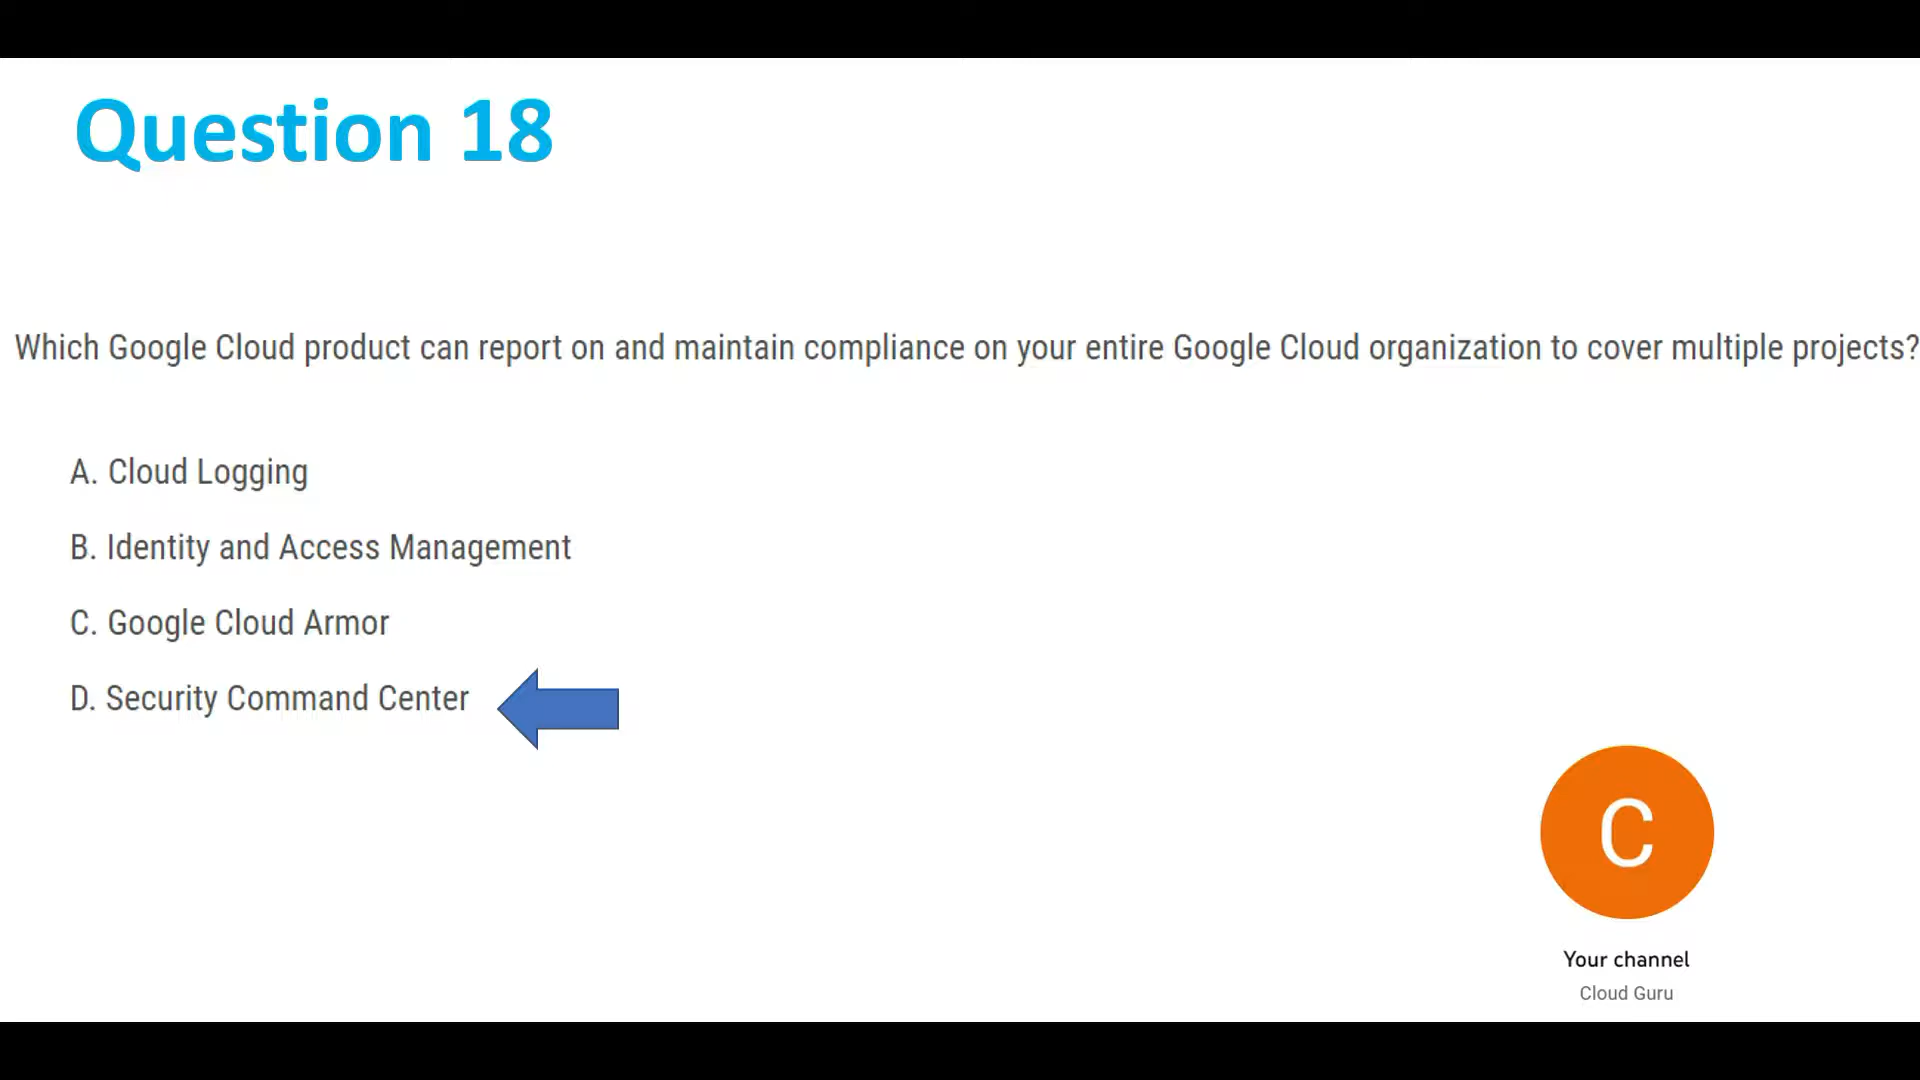 Question 18
Which Google Cloud product can report on and maintain compliance on your entire Google Cloud organization to cover multiple projects?
A. Cloud Logging
B. Identity and Access Management
C. Google Cloud Armor
D. Security Command Center
C
Your channel
Cloud Guru